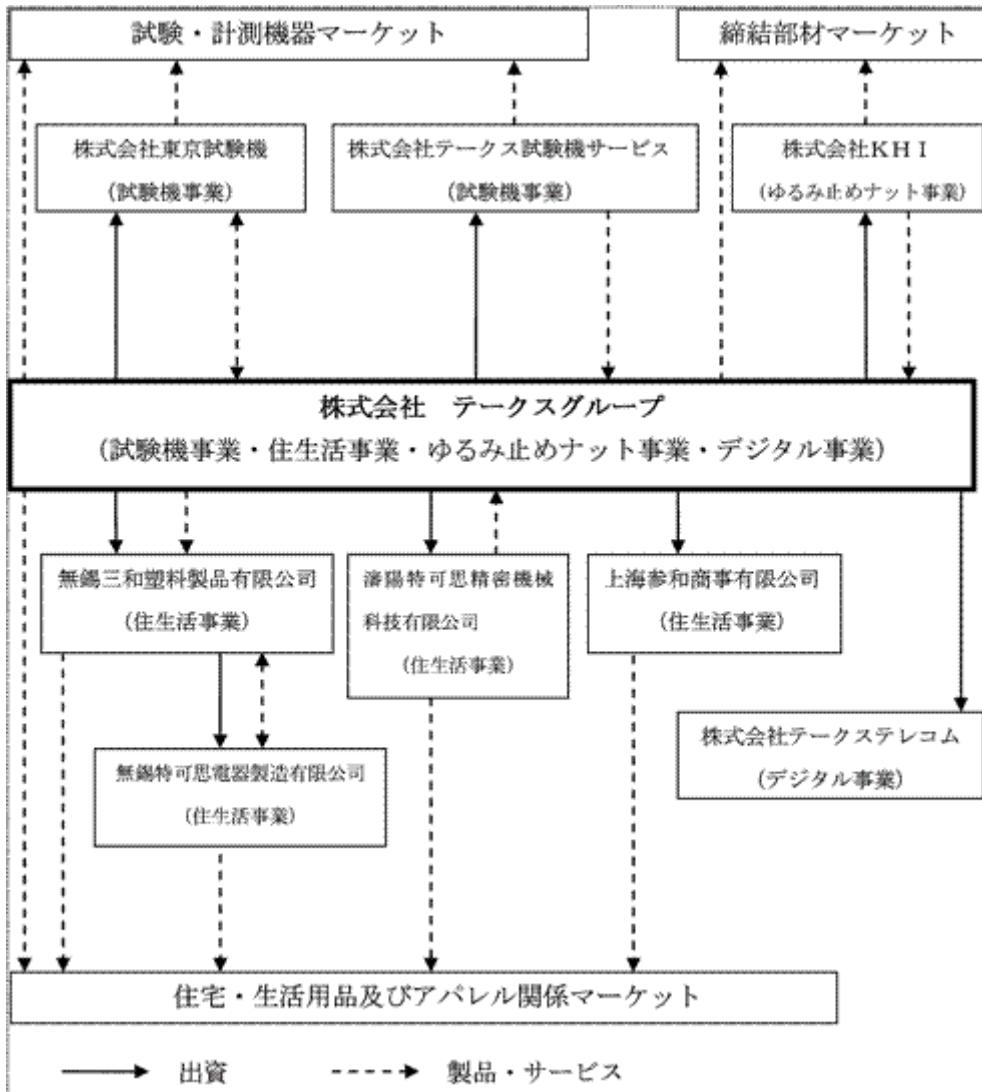 試験・計測機器マーケット
締結部材マーケット
株式会社東京試験機
(試験機事業)
株式会社テークス試験機サービス
(試験機事業)
株式会社KHI
(ゆるみ止めナット事業)
株式会社　テークスグループ
(試験機事業・住生活事業・ゆるみ止めナット事業・デジタル事業)
無錫三和塑料製品有限公司
(住生活事業)
瀋陽特可思精密機械
科技有限公司
(住生活事業)
上海参和商事有限公司
(住生活事業)
株式会社テークステレコム
(デジタル事業)
無錫特可思電器製造有限公司
(住生活事業)
住宅・生活用品及びアパレル関係マーケット
出資
製品・サービス